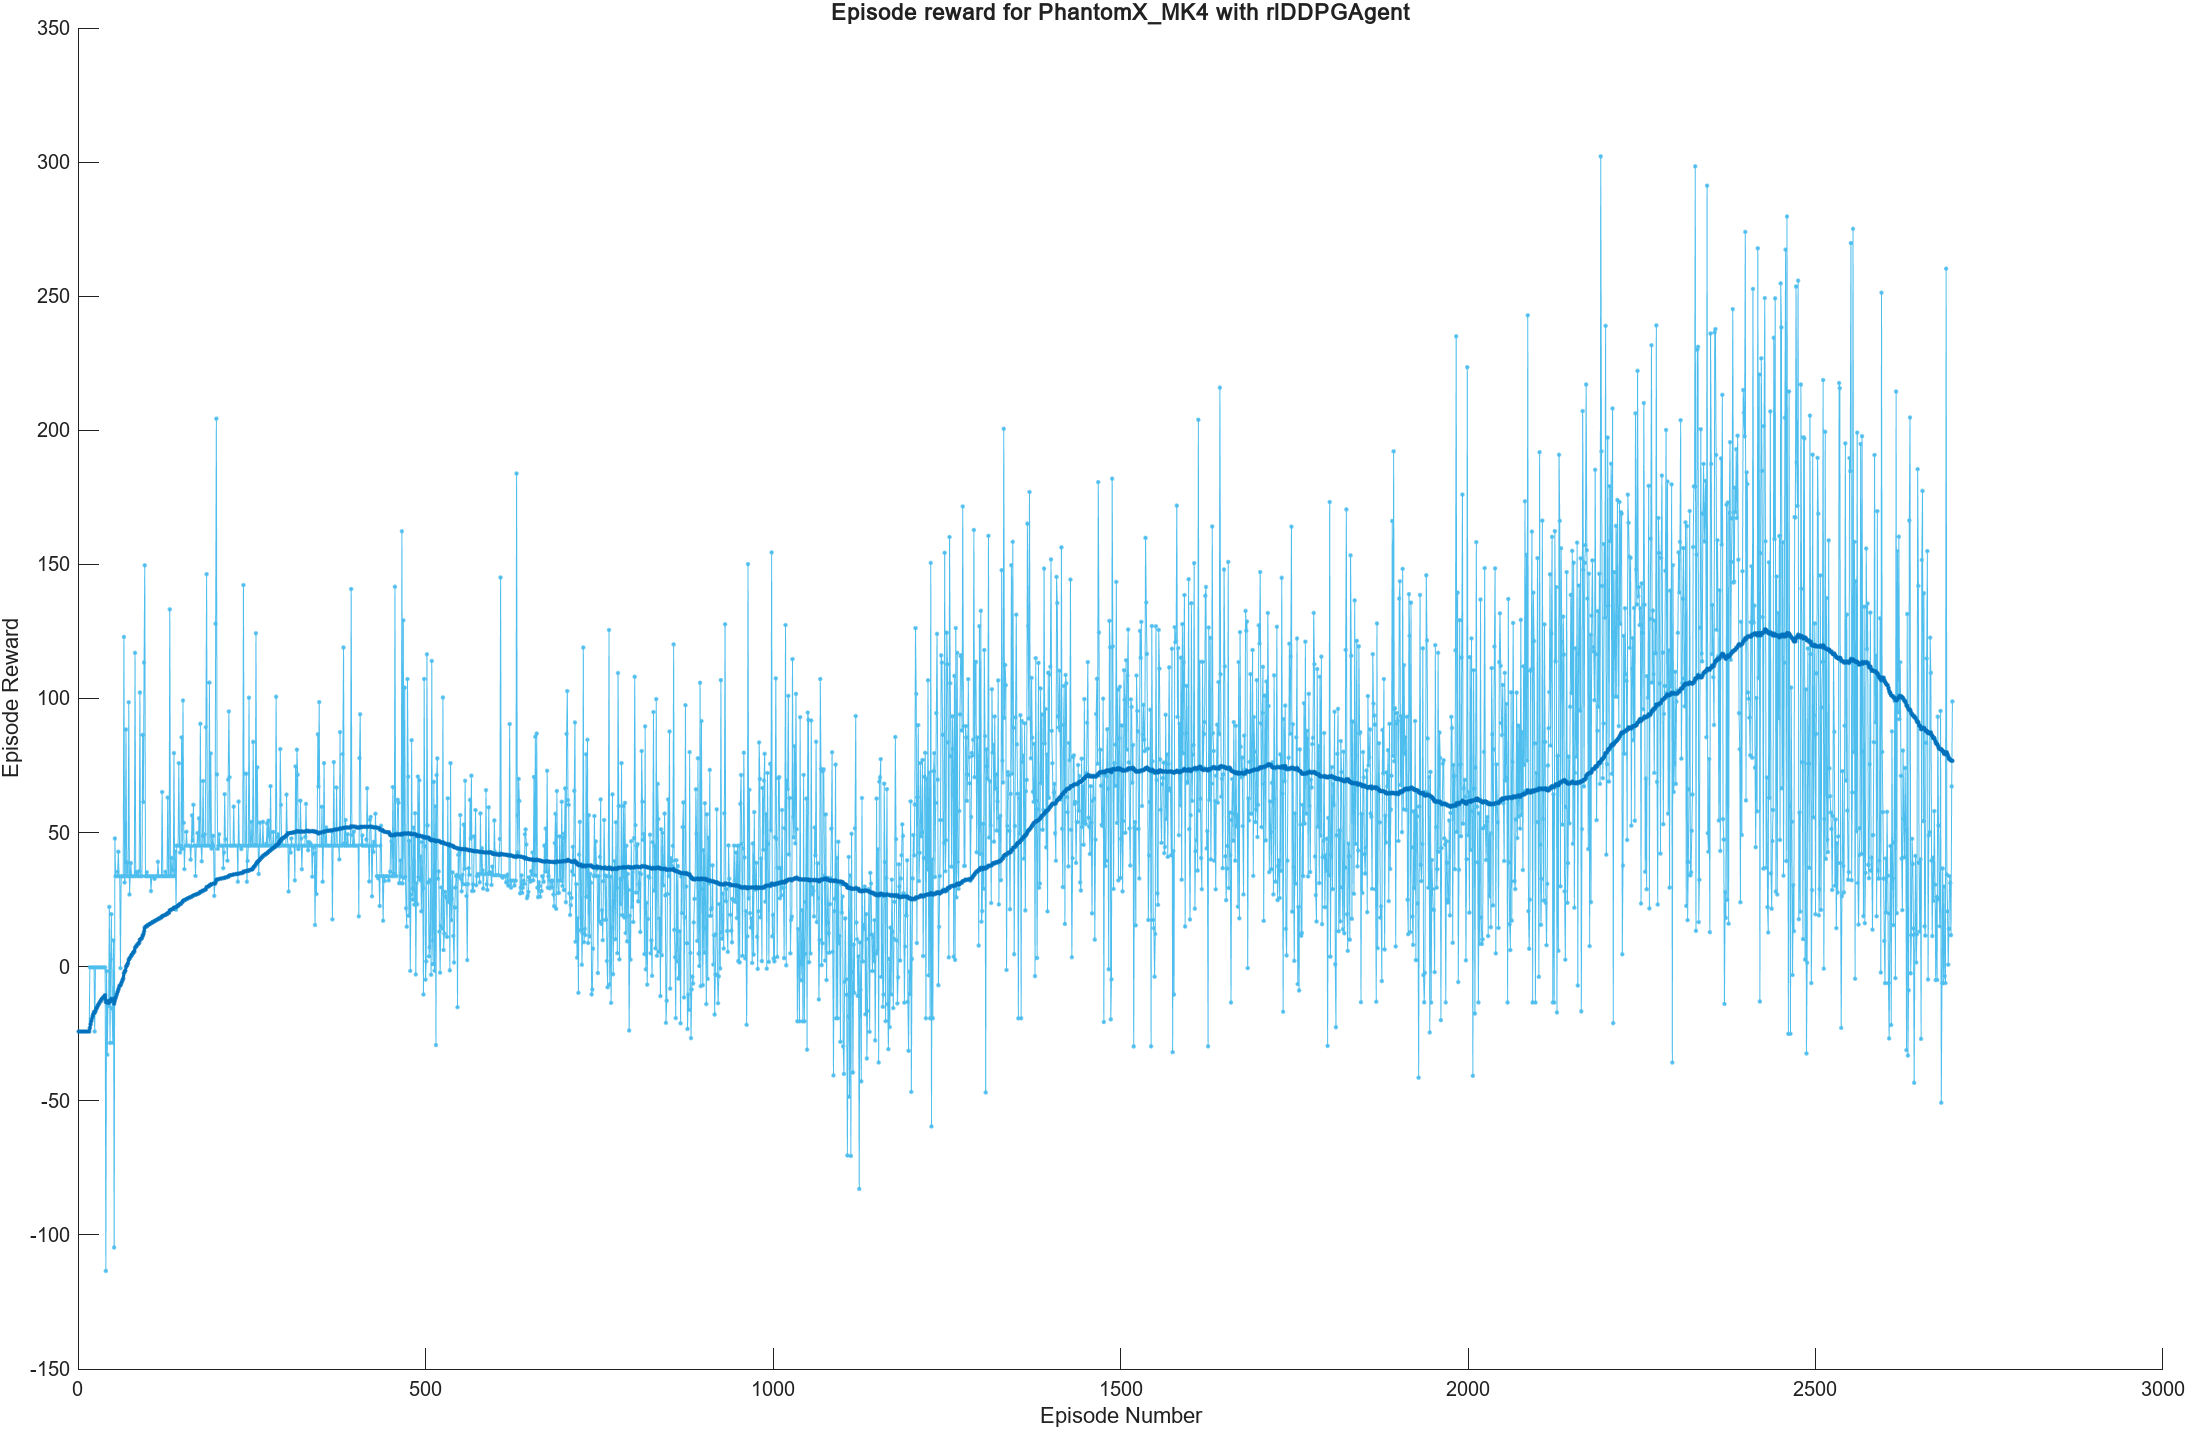 Episode reward for PhantomX_MK4 with rlDDPGAgent
350
300
250
200
150
100
50
0
-50
-100
-150
Episode Reward
0 500 1000 1500 2000 2500 3000
Episode Number